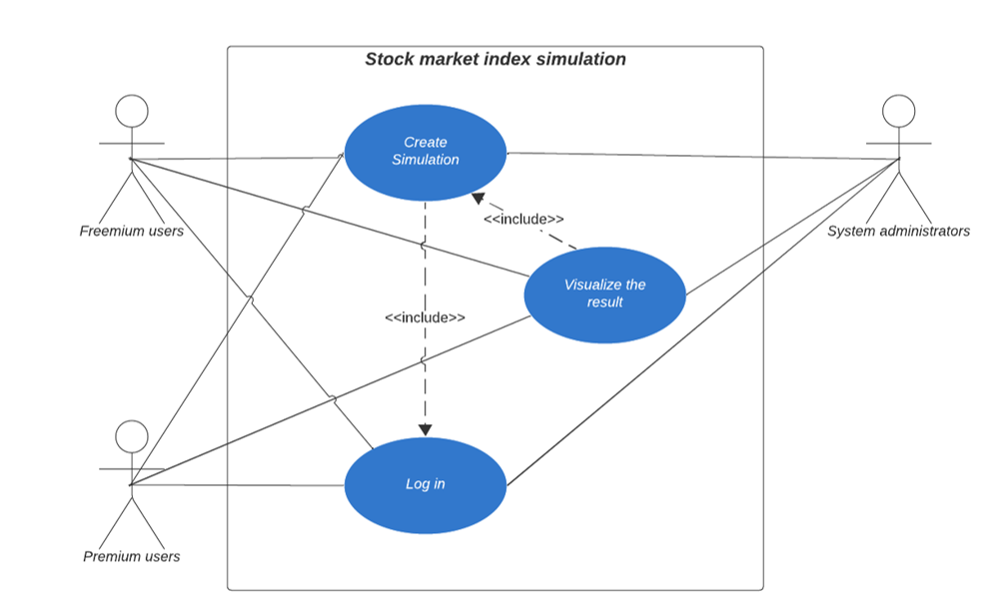 Stock market index simulation
Create
Simulation
<<include>>
Freemium users
System administrators
Visualize the
result
<<include>>
Log in
Premium users